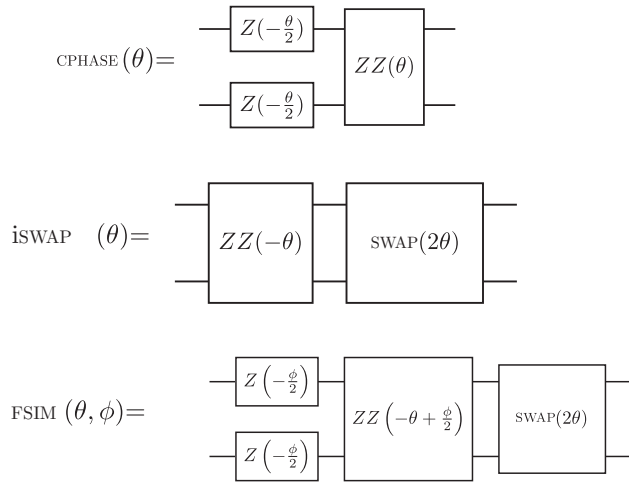 Z(−θ/2)
CPHASE(θ)= ZZ(θ)
Z(−θ/2)
iSWAP (θ)= ZZ(−θ) SWAP(2θ)
Z(−ϕ/2)
FSIM (θ, ϕ)= ZZ(−θ + ϕ/2) SWAP(2θ)
Z(−ϕ/2)